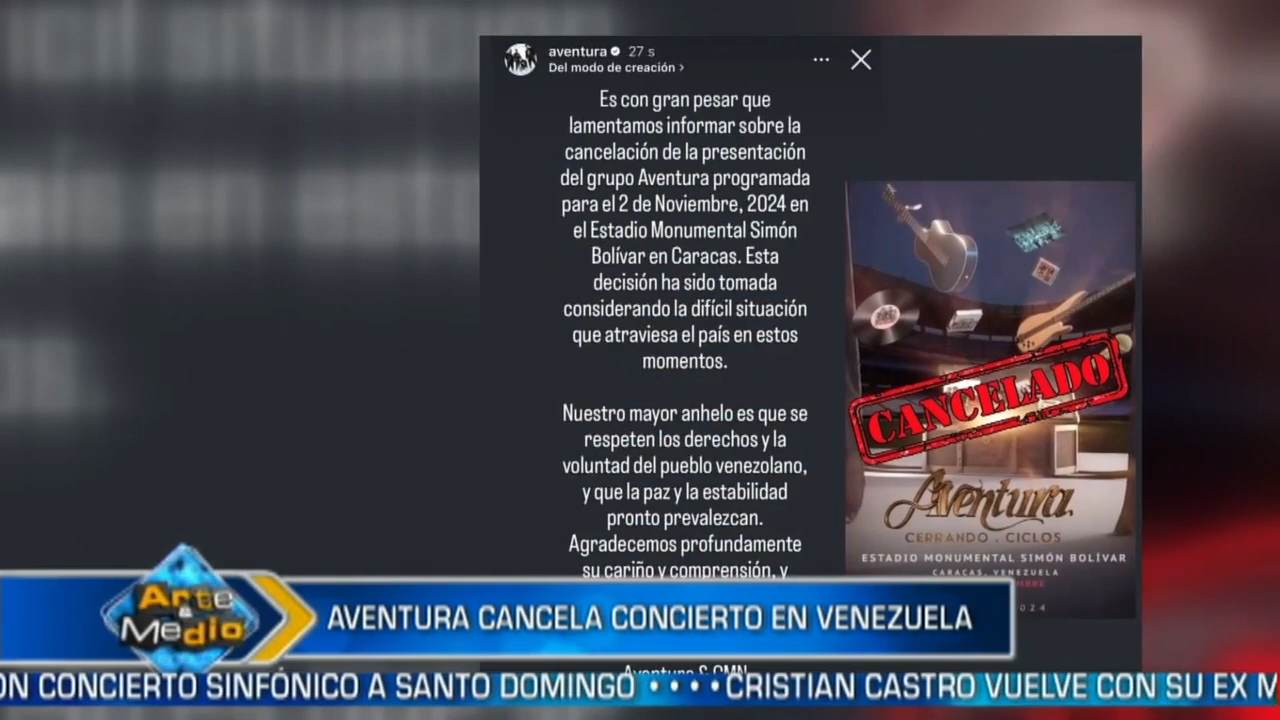 aventura 27 s
Del modo de creación >
Es con gran pesar que
lamentamos informar sobre la
cancelación de la presentación
del grupo Aventura programada
para el 2 de Noviembre, 2024 en
el Estadio Monumental Simón
Bolívar en Caracas. Esta
decisión ha sido tomada
considerando la difícil situación
que atraviesa el país en estos
momentos.
Nuestro mayor anhelo es que se
respeten los derechos y la
voluntad del pueblo venezolano,
y que la paz y la estabilidad
pronto prevalezcan.
Agradecemos profundamente
su cariño y comprensión, y
Aventura & CMN
CANCELADO
Aventura
CERRANDO . CICLOS
ESTADIO MONUMENTAL SIMÓN BOLÍVAR
CARACAS, VENEZUELA
Arte
&
Medio
AVENTURA CANCELA CONCIERTO EN VENEZUELA
ON CONCIERTO SINFÓNICO A SANTO DOMINGO • • • • CRISTIAN CASTRO VUELVE CON SU EX M